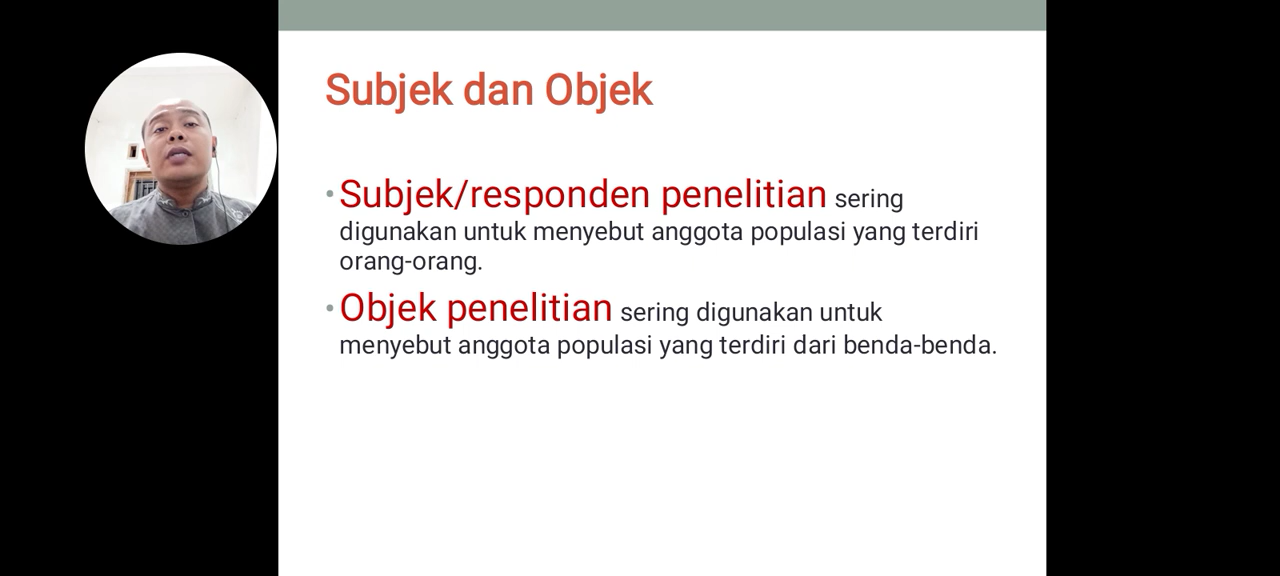 Subjek dan Objek
•Subjek/responden penelitian sering
digunakan untuk menyebut anggota populasi yang terdiri
orang-orang.
•Objek penelitian sering digunakan untuk
menyebut anggota populasi yang terdiri dari benda-benda.